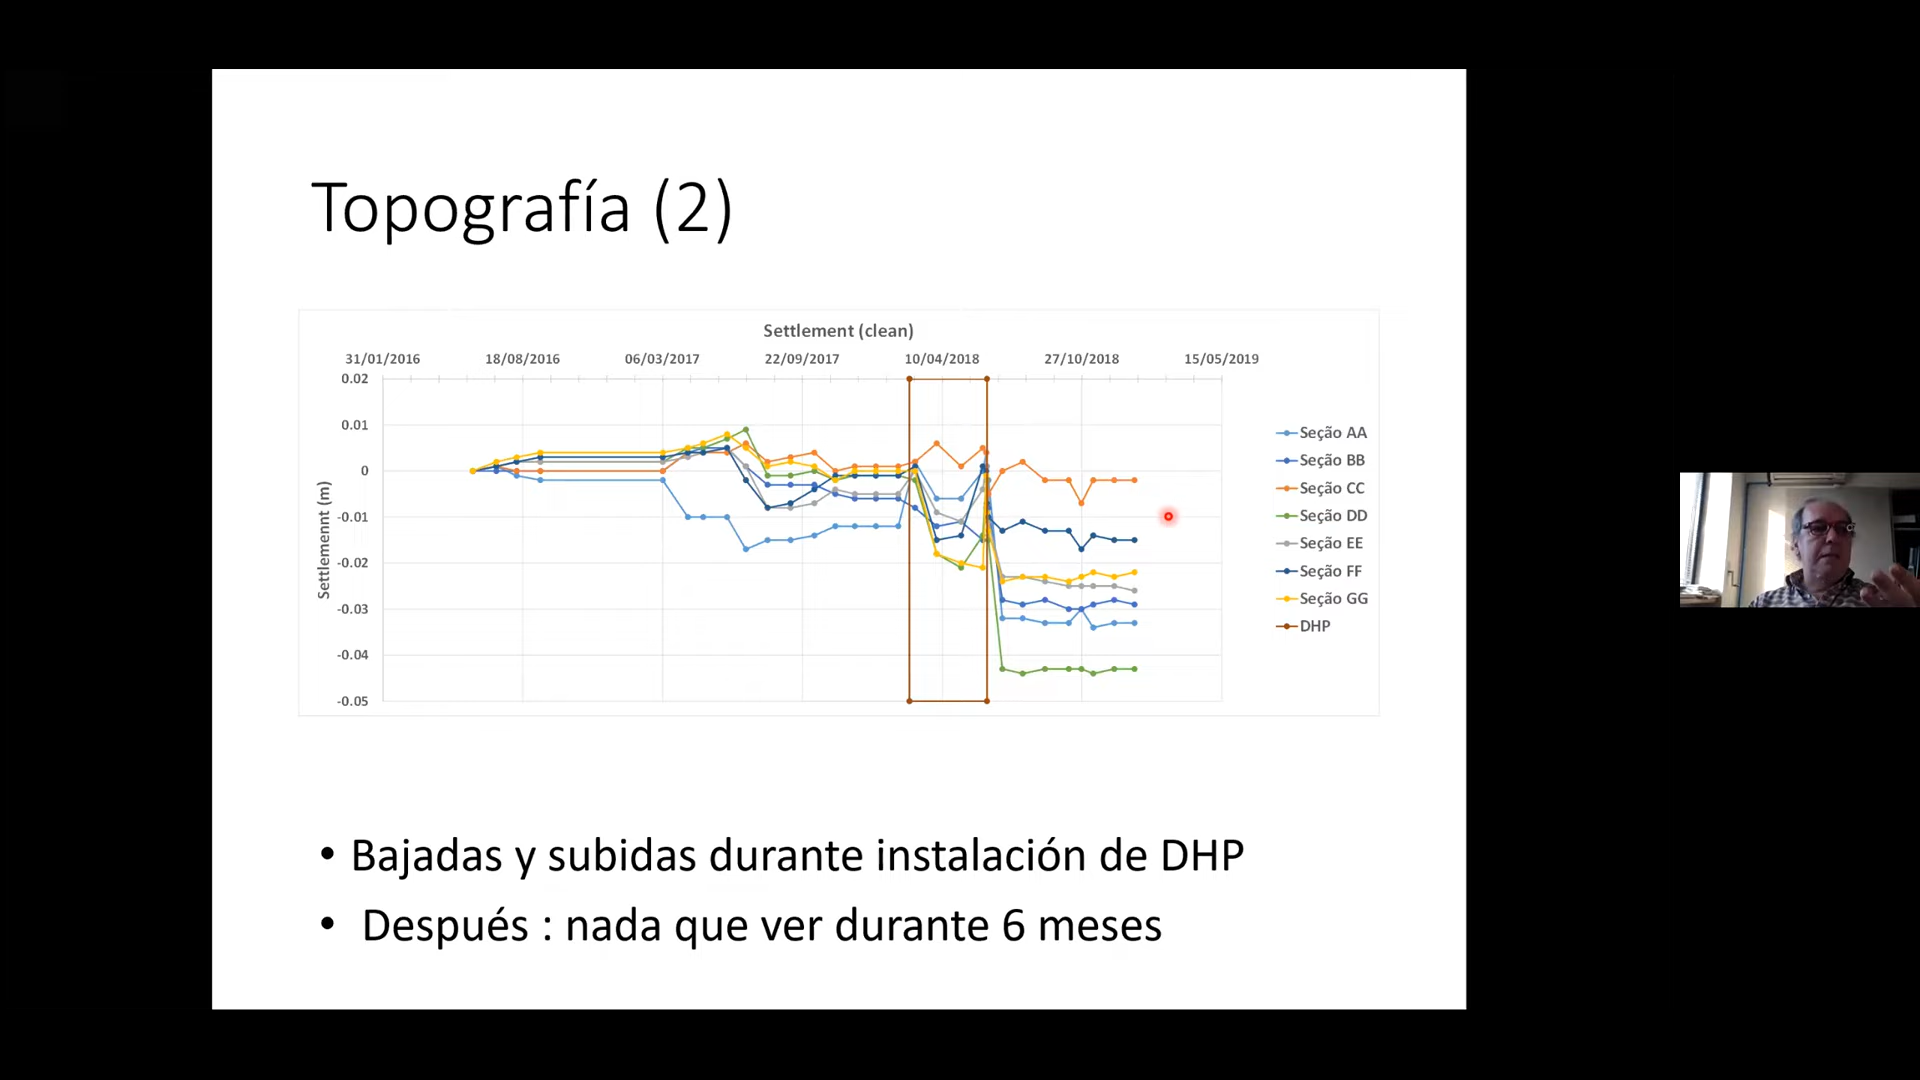 Topografía (2)
Settlement (clean)
31/01/2016 18/08/2016 06/03/2017 22/09/2017 10/04/2018 27/10/2018 15/05/2019
0.02
0.01
0
-0.01
-0.02
-0.03
-0.04
-0.05
Settlemennt (m)
Seção AA
Seção BB
Seção CC
Seção DD
Seção EE
Seção FF
Seção GG
DHP
• Bajadas y subidas durante instalación de DHP
• Después : nada que ver durante 6 meses